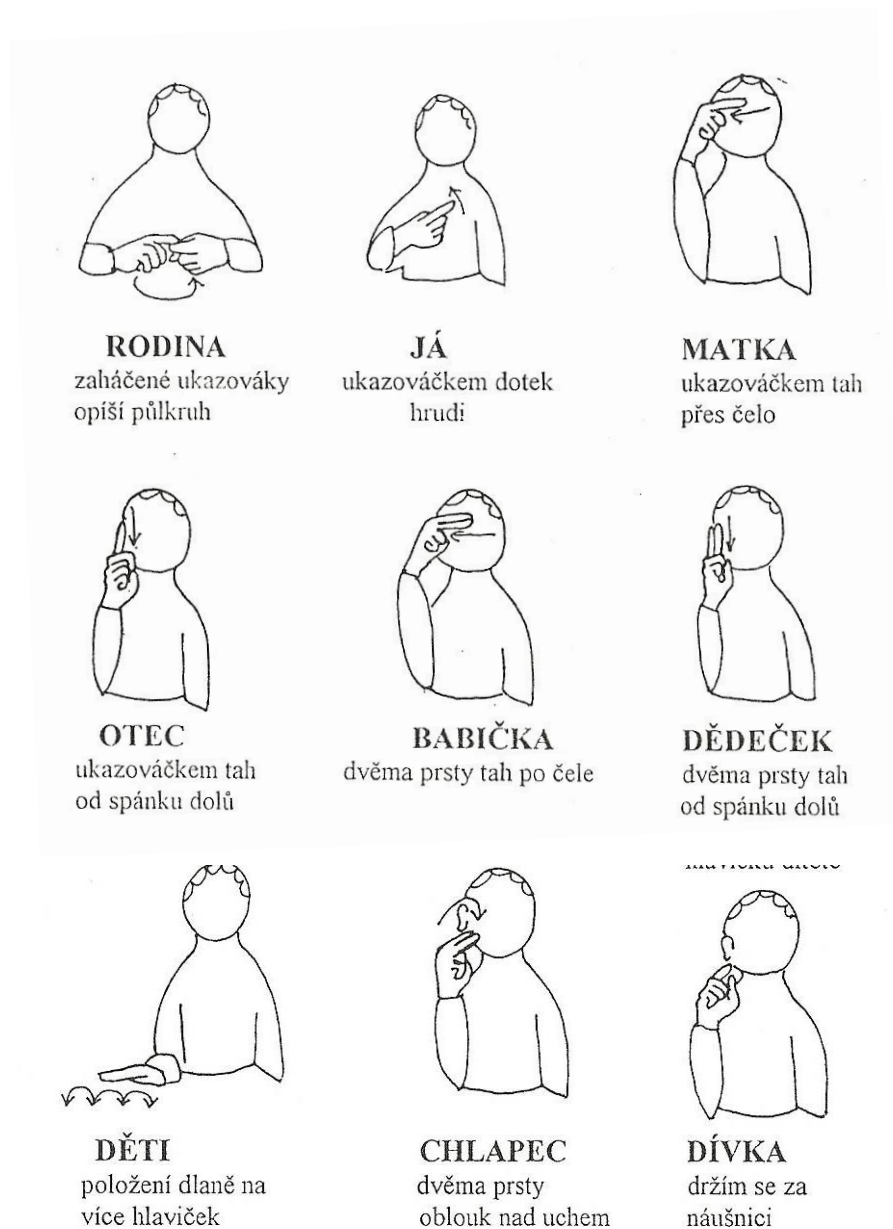 RODINA
zaháčené ukazováky
opíší půlkruh
JÁ
ukazováčkem dotek
hrudi
MATKA
ukazováčkem tah
přes čelo
OTEC
ukazováčkem tah
od spánku dolů
BABIČKA
dvěma prsty tah po čele
DĚDEČEK
dvěma prsty tah
od spánku dolů
DĚTI
položení dlaně na
více hlaviček
CHLAPEC
dvěma prsty
oblouk nad uchem
DÍVKA
držím se za
náušnici